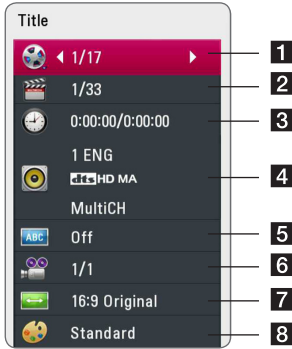 Title
1/17 1
1/33 2
0:00:00/0:00:00 3
1 ENG
dts HD MA 4
MultiCH
ABC Off 5
1/1 6
16:9 Original 7
Standard 8